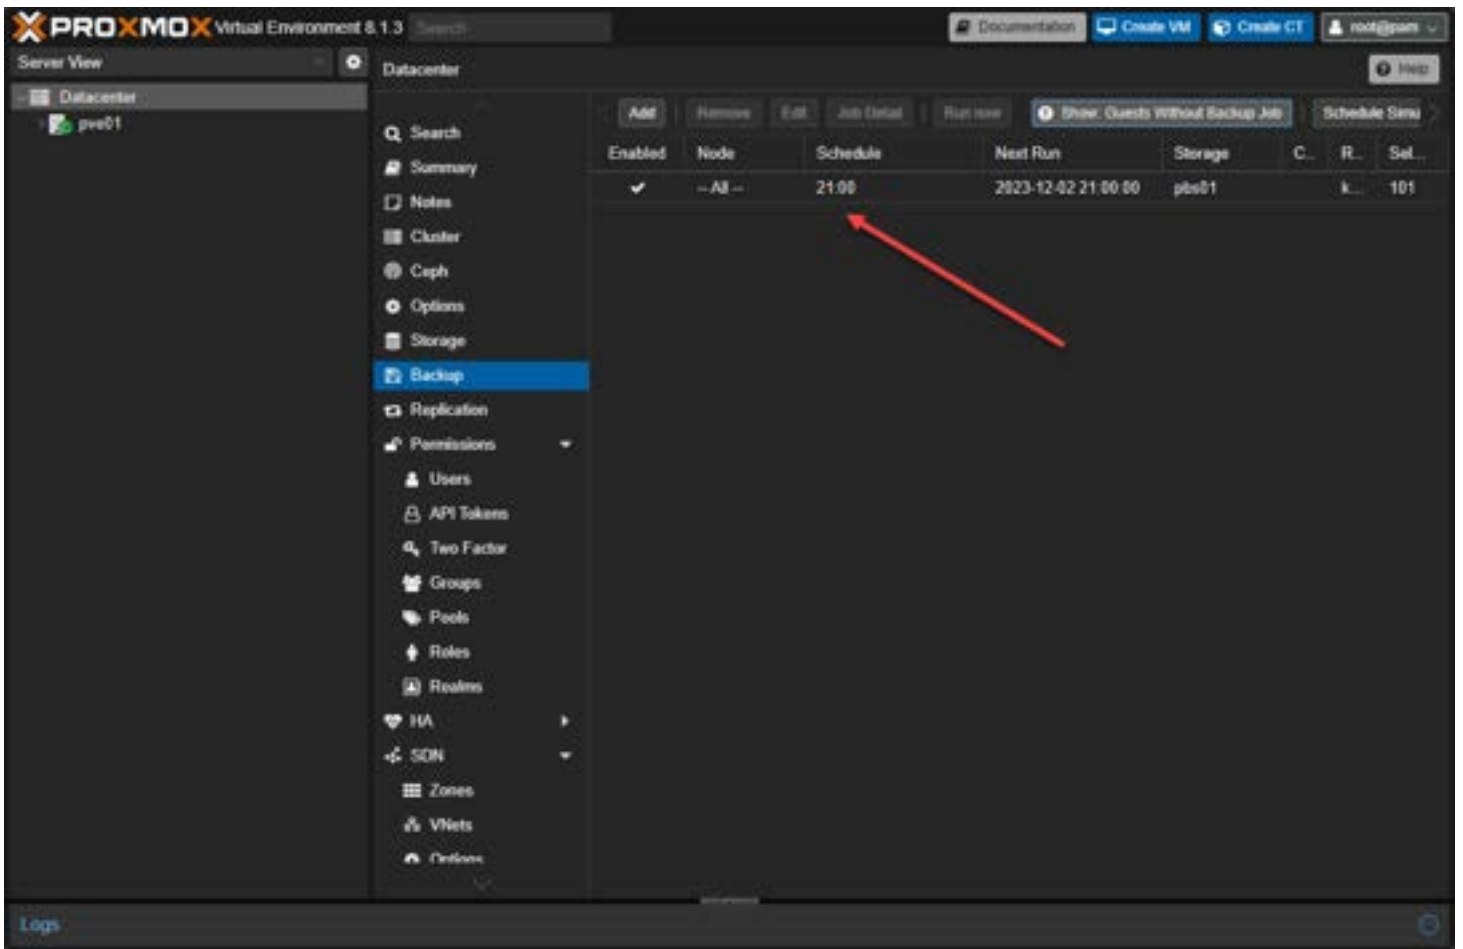 PROXMOX Virtual Environment 8.1.3 Search Documentation Create VM Create CT root@pam
Server View
Datacenter
Help
Datacenter
pve01
Add Remove Edit Job Detail Run now Show: Guests Without Backup Job Schedule Simu
Enabled Node Schedule Next Run Storage C... R... Sel...
-- All -- 21:00 2023-12-02 21:00:00 pbs01 k... 101
Search
Summary
Notes
Cluster
Ceph
Options
Storage
Backup
Replication
Permissions
Users
API Tokens
Two Factor
Groups
Pools
Roles
Realms
HA
SDN
Zones
VNets
Options
Logs